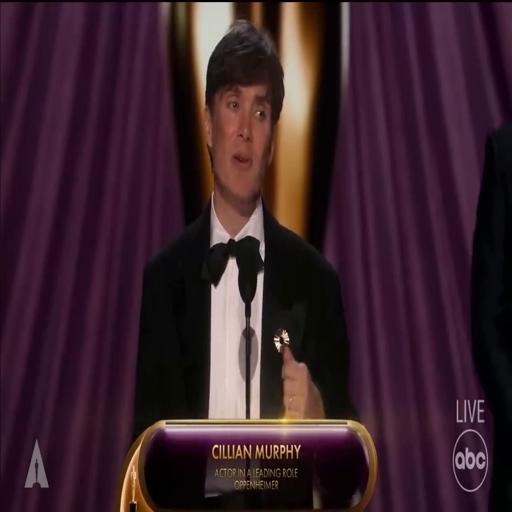 LIVE
abc
CILLIAN MURPHY
ACTOR IN A LEADING ROLE
OPPENHEIMER